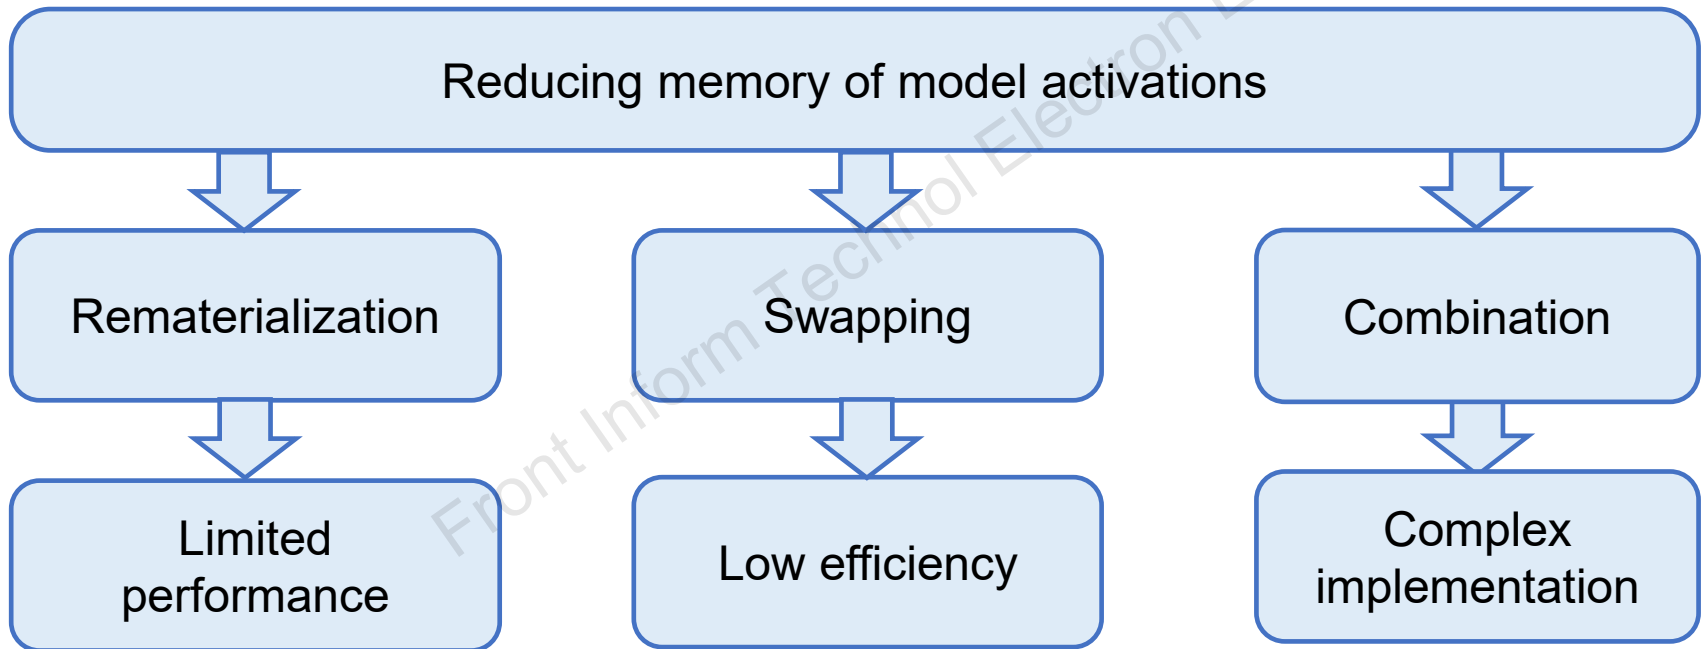 Reducing memory of model activations
Rematerialization
Swapping
Combination
Limited
performance
Low efficiency
Complex
implementation
Front Inform Technol Electron